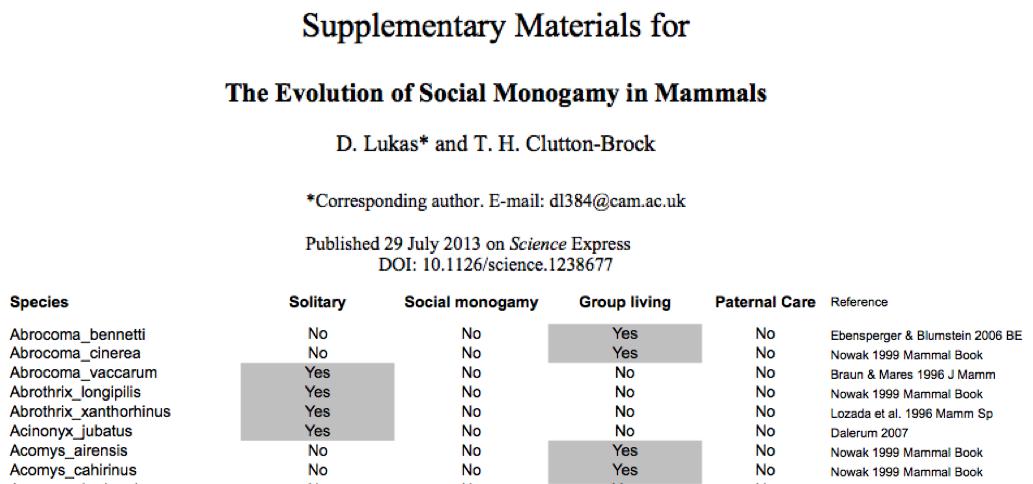 Supplementary Materials for
The Evolution of Social Monogamy in Mammals
D. Lukas* and T. H. Clutton-Brock
*Corresponding author. E-mail: dl384@cam.ac.uk
Published 29 July 2013 on Science Express
DOI: 10.1126/science.1238677
Species Solitary Social monogamy Group living Paternal Care Reference
Abrocoma_bennetti No No Yes No Ebensperger & Blumstein 2006 BE
Abrocoma_cinerea No No Yes No Nowak 1999 Mammal Book
Abrocoma_vaccarum Yes No No No Braun & Mares 1996 J Mamm
Abrothrix_longipilis Yes No No No Nowak 1999 Mammal Book
Abrothrix_xanthorhinus Yes No No No Lozada et al. 1996 Mamm Sp
Acinonyx_jubatus Yes No No No Dalerum 2007
Acomys_airensis No No Yes No Nowak 1999 Mammal Book
Acomys_cahirinus No No Yes No Nowak 1999 Mammal Book